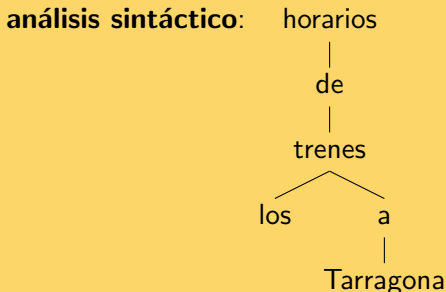 análisis sintáctico: horarios
de
trenes
los a
Tarragona